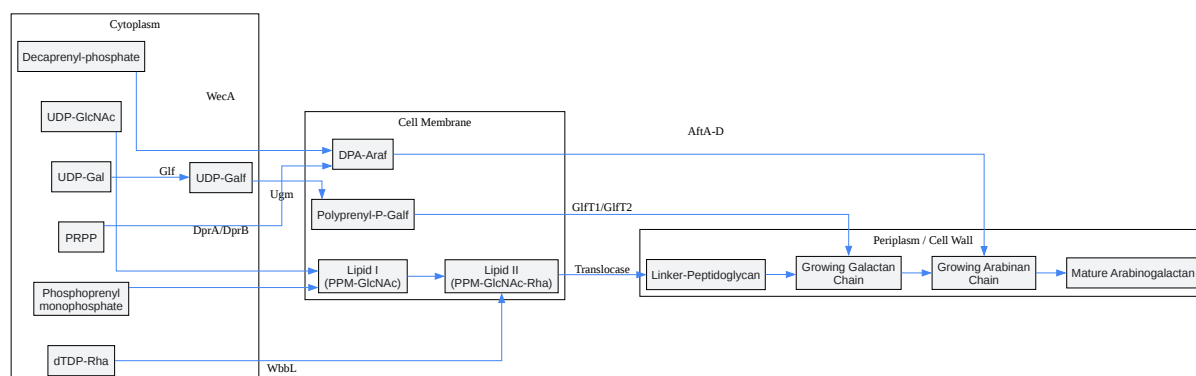 Cytoplasm
Decaprenyl-phosphate
WecA
UDP-GlcNAc
UDP-Gal
Glf
UDP-Galf
Ugm
PRPP
DprA/DprB
Phosphoprenyl
monophosphate
dTDP-Rha
WbbL
Cell Membrane
DPA-Araf
Polyprenyl-P-Galf
Lipid I
(PPM-GlcNAc)
Lipid II
(PPM-GlcNAc-Rha)
AftA-D
GlfT1/GlfT2
Translocase
Periplasm / Cell Wall
Linker-Peptidoglycan
Growing Galactan
Chain
Growing Arabinan
Chain
Mature Arabinogalactan